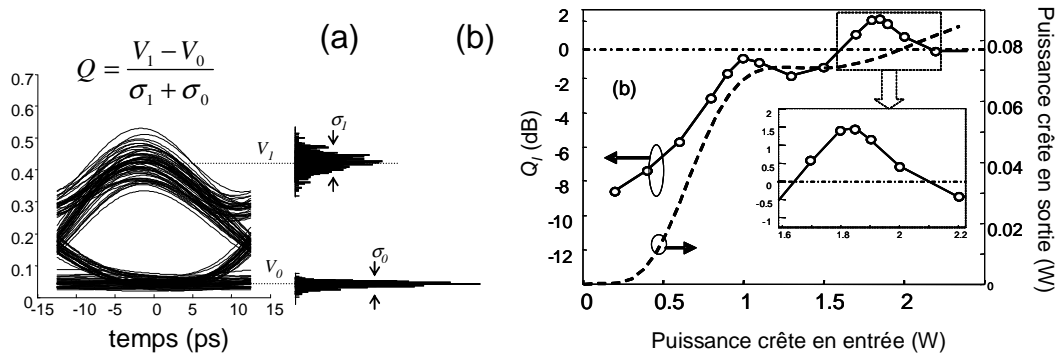 (a)
Q = (V1 − V0) / (σ1 + σ0)
0.7
0.6
0.5
0.4
0.3
0.2
0.1
0
-15 -10 -5 0 5 10 15
temps (ps)
V1
V0
σ1
σ0
(b)
2
0
-2
-4
-6
-8
-10
-12
QI (dB)
0 0.5 1 1.5 2
Puissance crête en entrée (W)
(b)
0.08
0.06
0.04
0.02
0
Puissance crête en sortie (W)
2
1.5
1
0.5
0
-0.5
-1
1.6 1.8 2 2.2